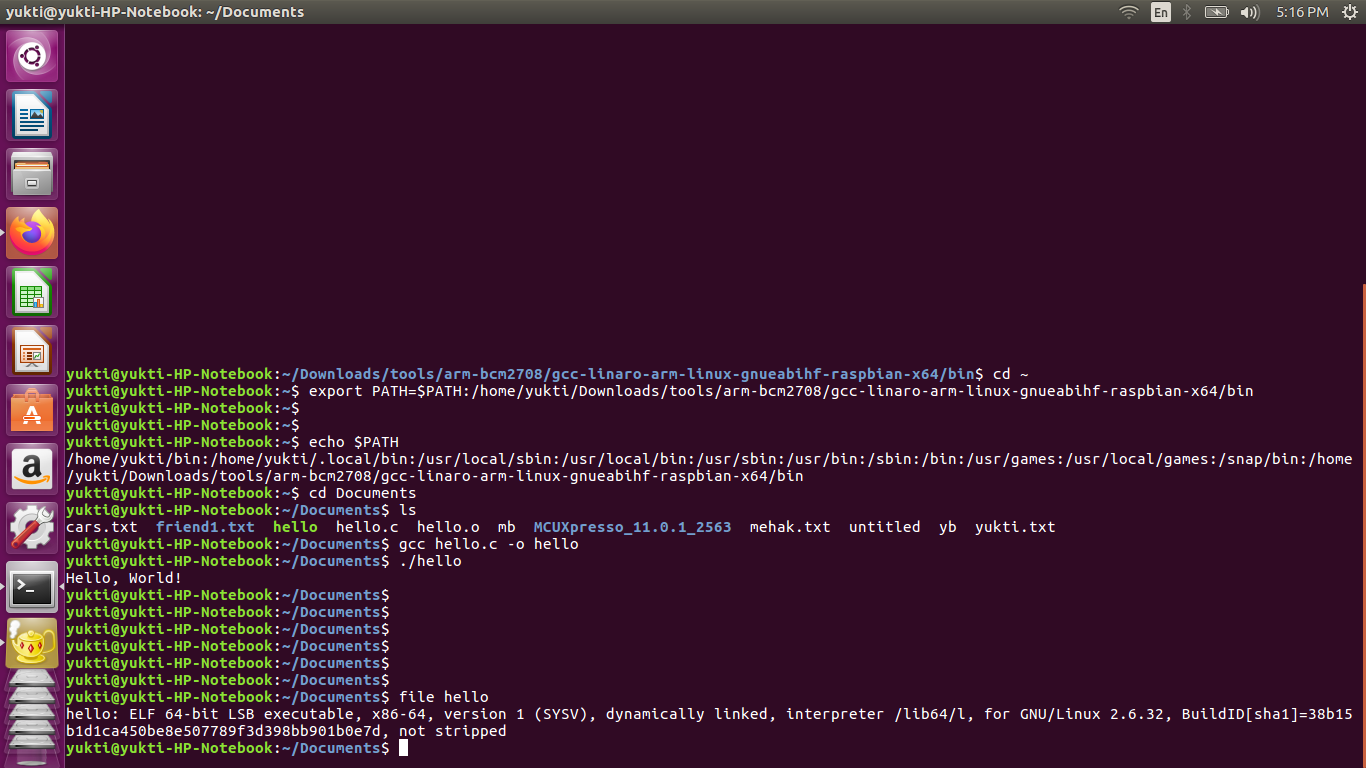 yukti@yukti-HP-Notebook: ~/Documents
En
5:16 PM
yukti@yukti-HP-Notebook:~/Downloads/tools/arm-bcm2708/gcc-linaro-arm-linux-gnueabihf-raspbian-x64/bin$ cd ~
yukti@yukti-HP-Notebook:~$ export PATH=$PATH:/home/yukti/Downloads/tools/arm-bcm2708/gcc-linaro-arm-linux-gnueabihf-raspbian-x64/bin
yukti@yukti-HP-Notebook:~$
yukti@yukti-HP-Notebook:~$
yukti@yukti-HP-Notebook:~$ echo $PATH
/home/yukti/bin:/home/yukti/.local/bin:/usr/local/sbin:/usr/local/bin:/usr/sbin:/usr/bin:/sbin:/bin:/usr/games:/usr/local/games:/snap/bin:/home
/yukti/Downloads/tools/arm-bcm2708/gcc-linaro-arm-linux-gnueabihf-raspbian-x64/bin
yukti@yukti-HP-Notebook:~$ cd Documents
yukti@yukti-HP-Notebook:~/Documents$ ls
cars.txt  friend1.txt  hello  hello.c  hello.o  mb  MCUXpresso_11.0.1_2563  mehak.txt  untitled  yb  yukti.txt
yukti@yukti-HP-Notebook:~/Documents$ gcc hello.c -o hello
yukti@yukti-HP-Notebook:~/Documents$ ./hello
Hello, World!
yukti@yukti-HP-Notebook:~/Documents$
yukti@yukti-HP-Notebook:~/Documents$
yukti@yukti-HP-Notebook:~/Documents$
yukti@yukti-HP-Notebook:~/Documents$
yukti@yukti-HP-Notebook:~/Documents$
yukti@yukti-HP-Notebook:~/Documents$
yukti@yukti-HP-Notebook:~/Documents$ file hello
hello: ELF 64-bit LSB executable, x86-64, version 1 (SYSV), dynamically linked, interpreter /lib64/l, for GNU/Linux 2.6.32, BuildID[sha1]=38b15
b1d1ca450be8e507789f3d398bb901b0e7d, not stripped
yukti@yukti-HP-Notebook:~/Documents$